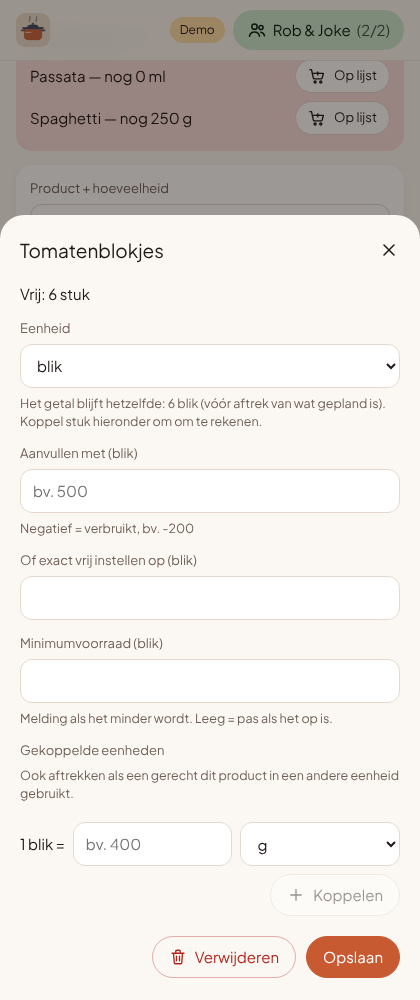 Demo
Rob & Joke (2/2)
Passata — nog 0 ml
Op lijst
Spaghetti — nog 250 g
Op lijst
Product + hoeveelheid
Tomatenblokjes
Vrij: 6 stuk
Eenheid
blik
Het getal blijft hetzelfde: 6 blik (vóór aftrek van wat gepland is).
Koppel stuk hieronder om om te rekenen.
Aanvullen met (blik)
bv. 500
Negatief = verbruikt, bv. -200
Of exact vrij instellen op (blik)
Minimumvoorraad (blik)
Melding als het minder wordt. Leeg = pas als het op is.
Gekoppelde eenheden
Ook aftrekken als een gerecht dit product in een andere eenheid
gebruikt.
1 blik =
bv. 400
g
Koppelen
Verwijderen
Opslaan